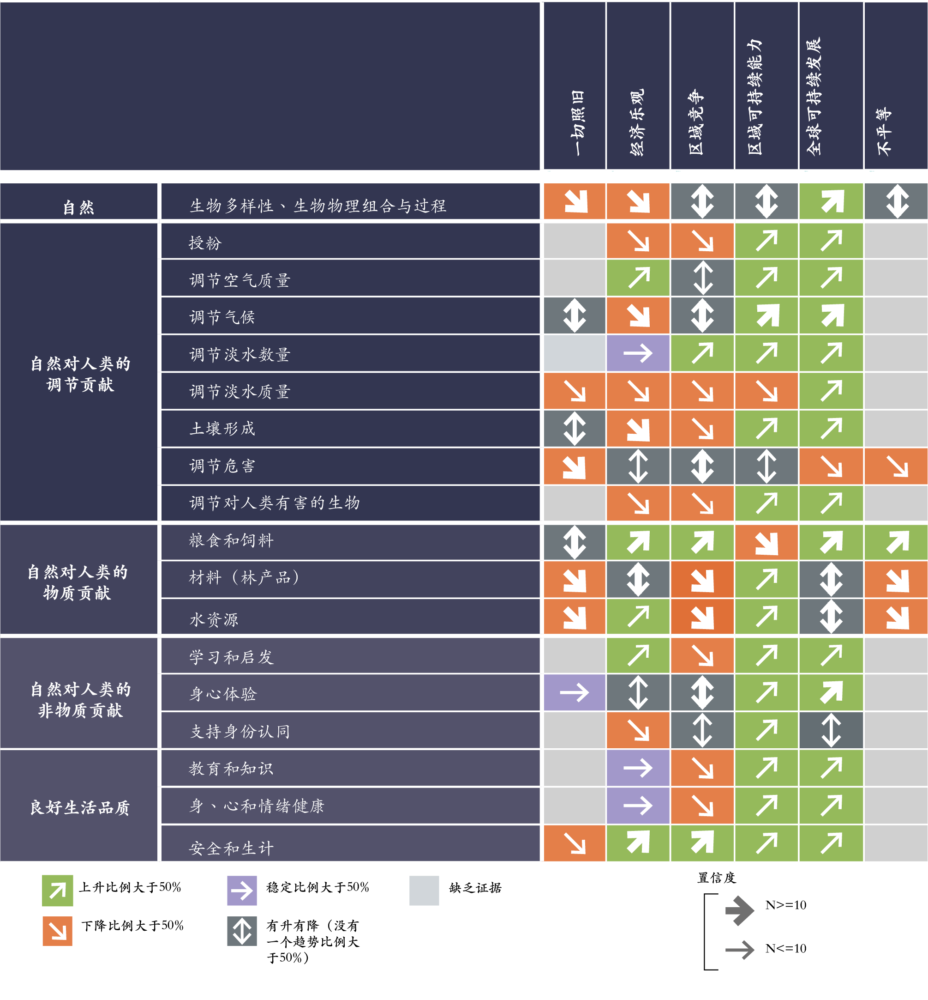 一切照旧
经济乐观
区域竞争
区域可持续能力
全球可持续发展
不平等
自然
生物多样性、生物物理组合与过程
自然对人类的
调节贡献
授粉
调节空气质量
调节气候
调节淡水数量
调节淡水质量
土壤形成
调节危害
调节对人类有害的生物
自然对人类的
物质贡献
粮食和饲料
材料（林产品）
水资源
自然对人类的
非物质贡献
学习和启发
身心体验
支持身份认同
良好生活品质
教育和知识
身、心和情绪健康
安全和生计
上升比例大于50%
下降比例大于50%
稳定比例大于50%
有升有降（没有
一个趋势比例大
于50%）
缺乏证据
置信度
N>=10
N<=10